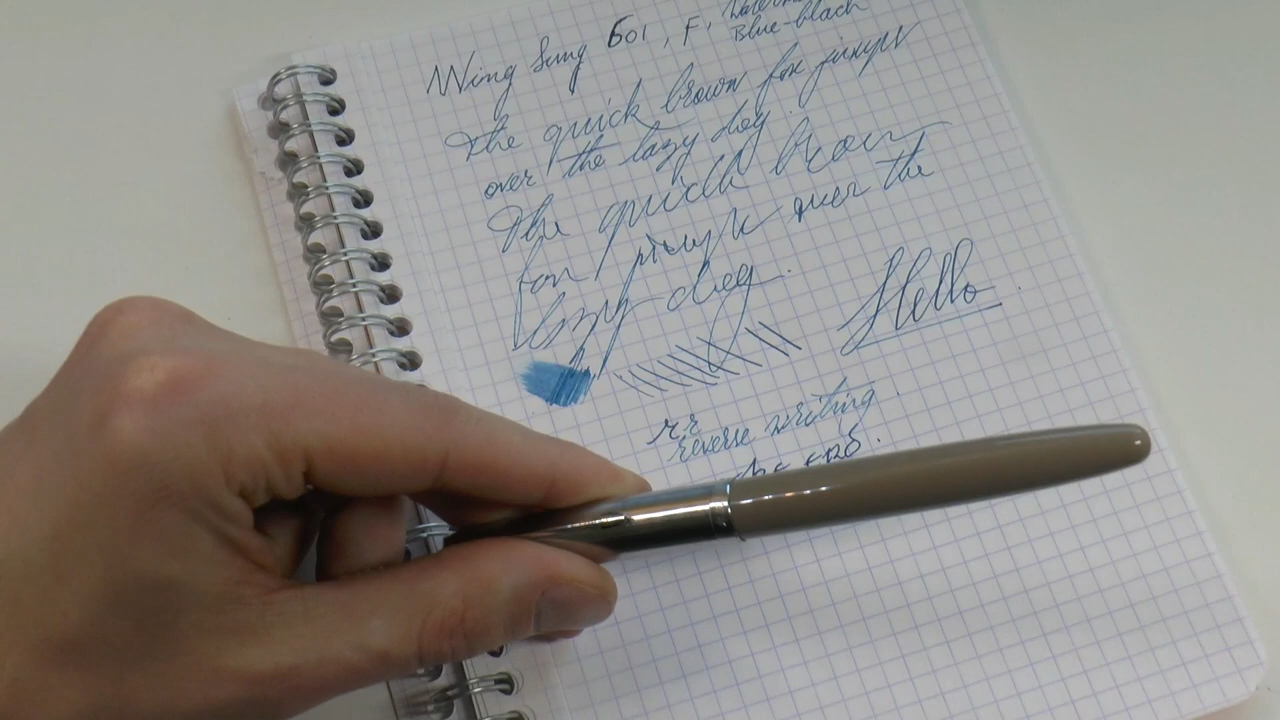 Wing Sung 601, F,
Blue-black
The quick brown fox jumps
over the lazy dog.
The quick brown
fox jumps over the
lazy dog.
Hello
rr
reverse writing